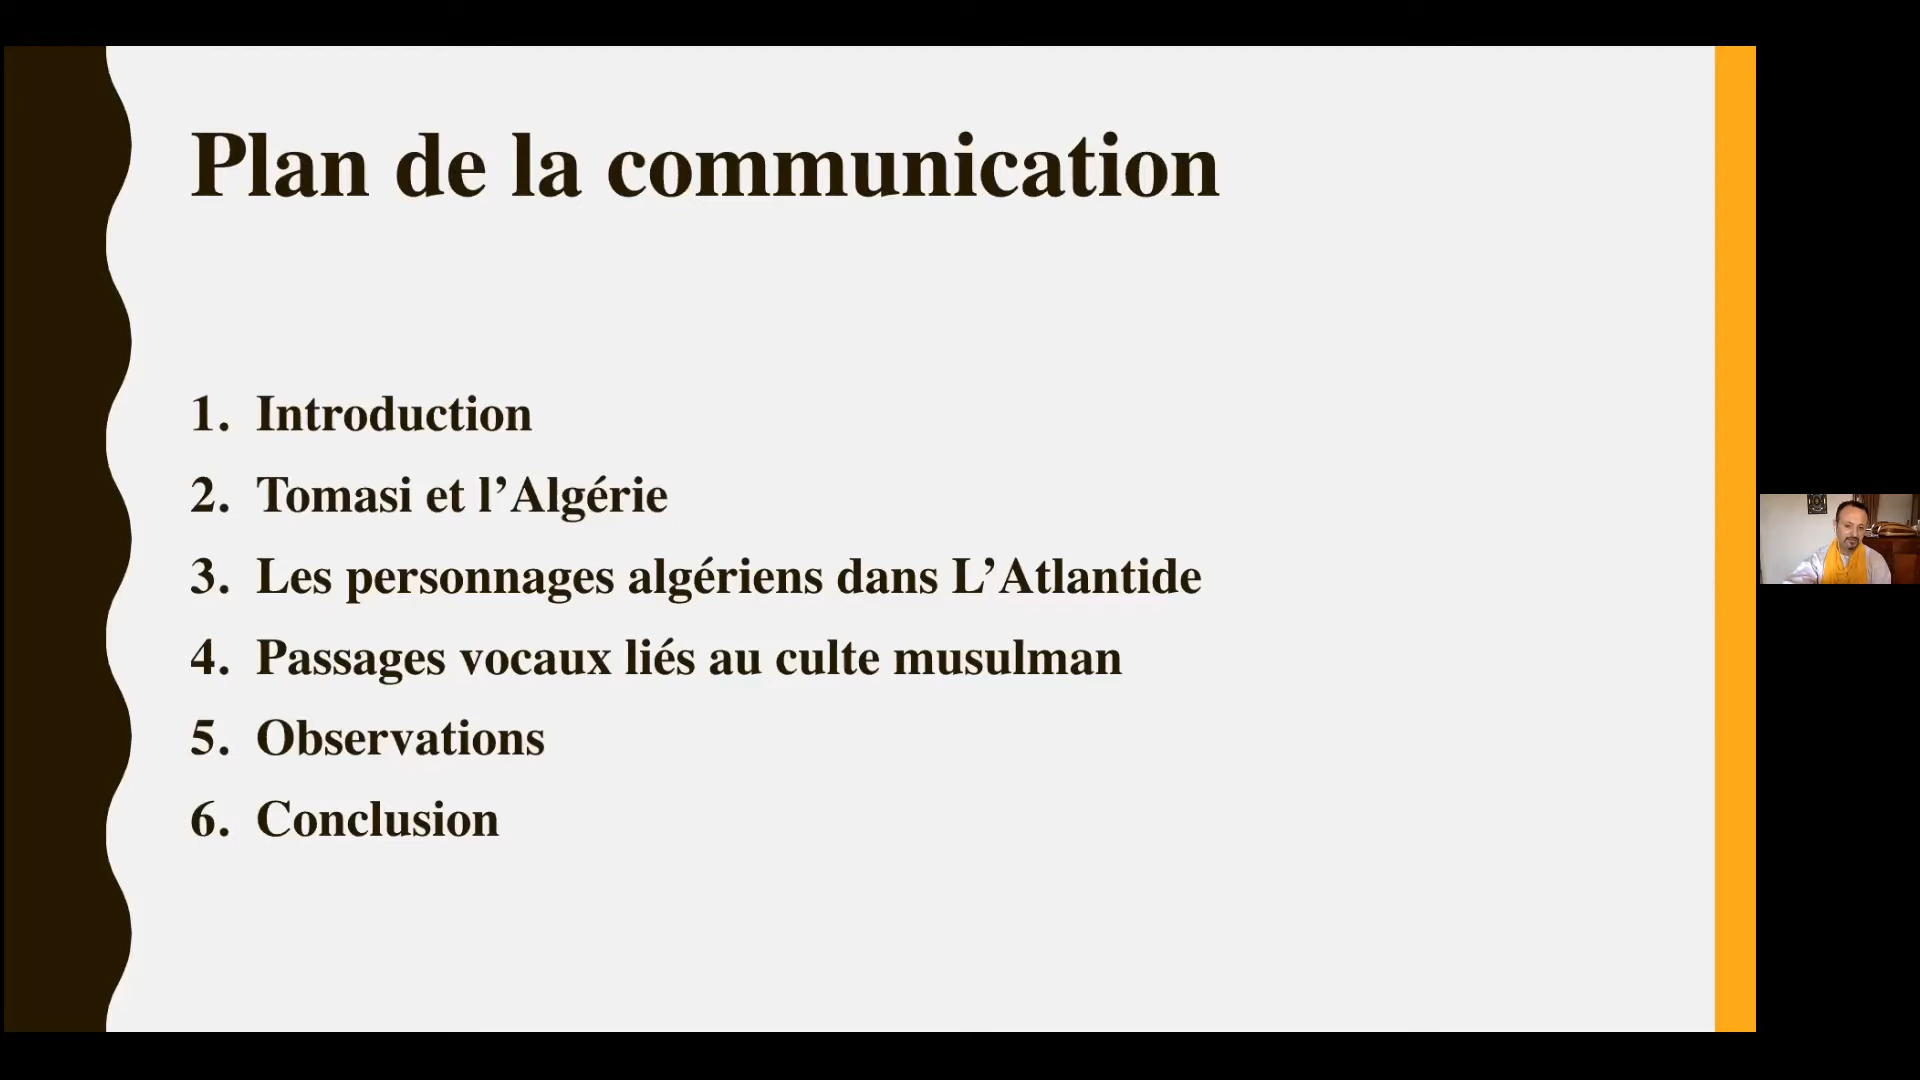 Plan de la communication
1. Introduction
2. Tomasi et l’Algérie
3. Les personnages algériens dans L’Atlantide
4. Passages vocaux liés au culte musulman
5. Observations
6. Conclusion